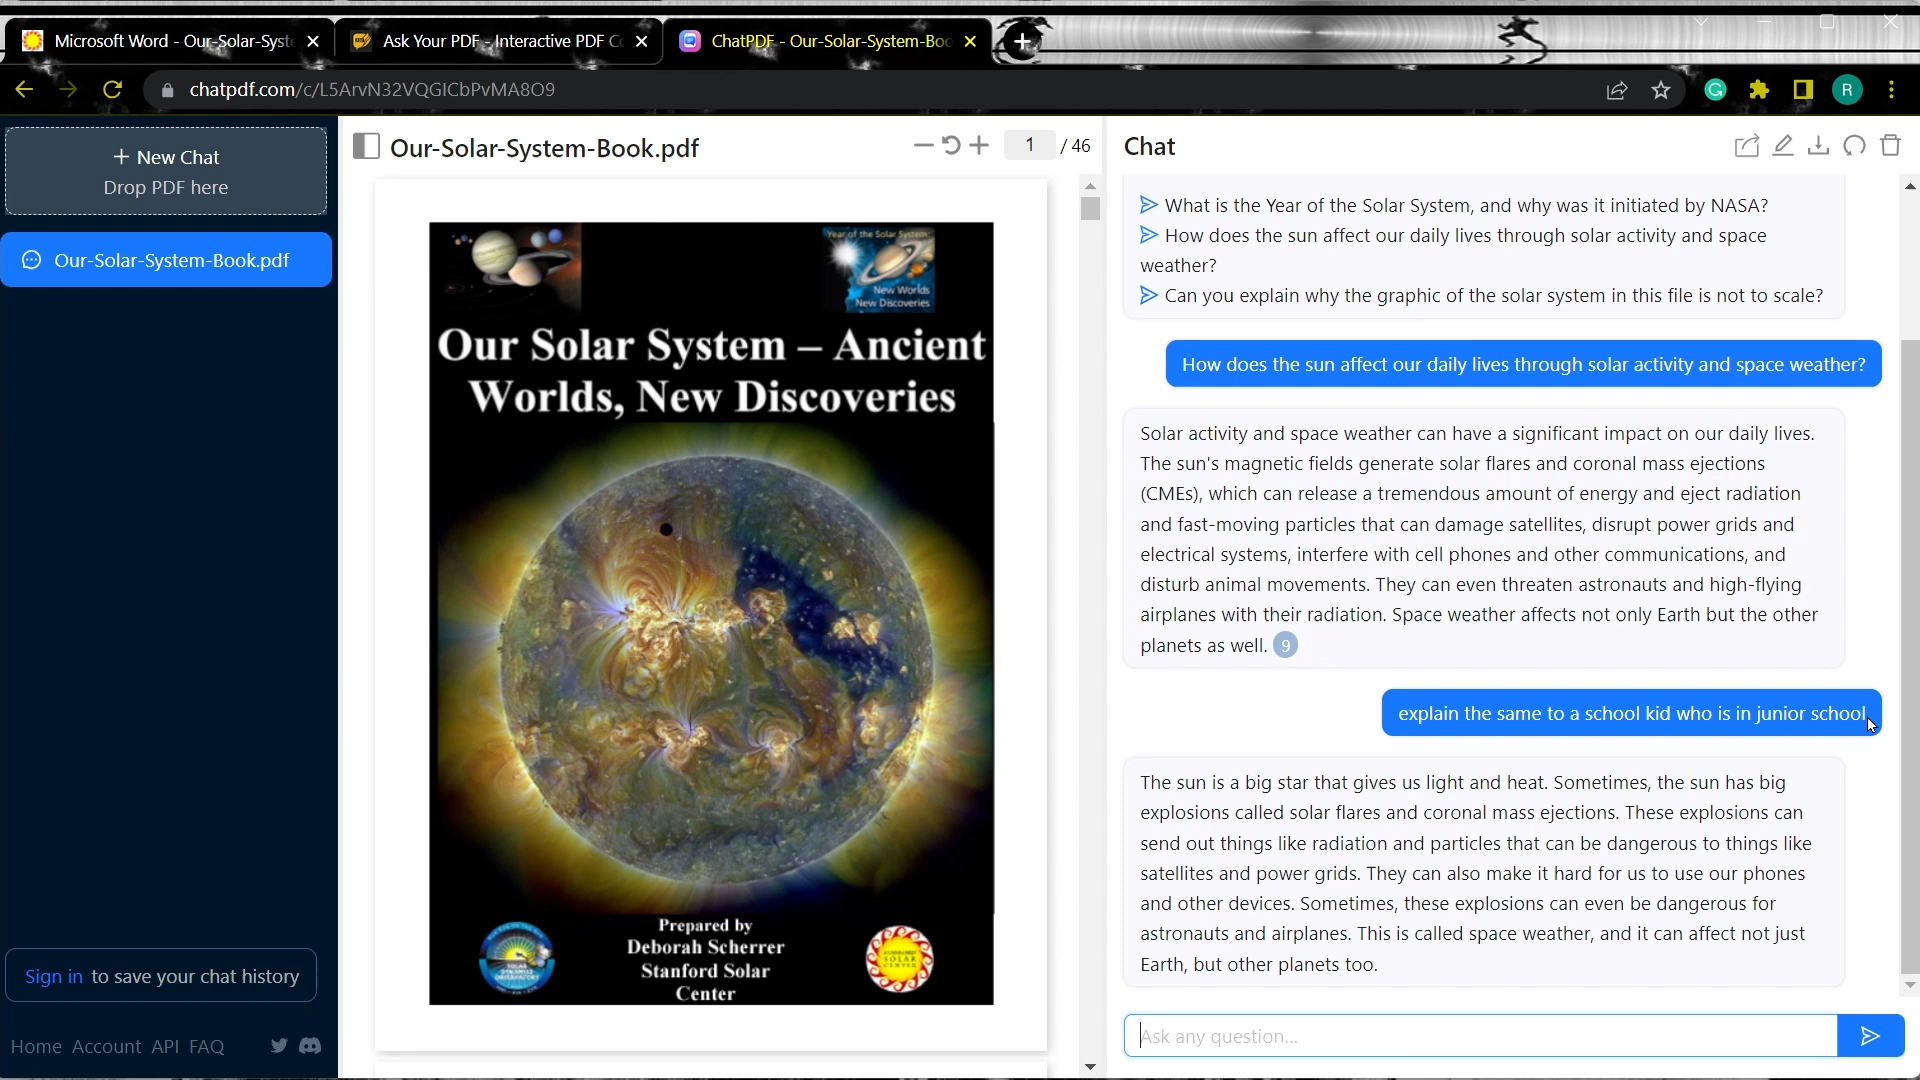 Microsoft Word - Our-Solar-Syste
Ask Your PDF - Interactive PDF C
ChatPDF - Our-Solar-System-Boo
chatpdf.com/c/L5ArvN32VQGICbPvMA8O9
G
R
+ New Chat
Drop PDF here
Our-Solar-System-Book.pdf
Sign in to save your chat history
Home Account API FAQ
Our-Solar-System-Book.pdf
1 / 46
Year of the Solar System:
New Worlds
New Discoveries
Our Solar System – Ancient
Worlds, New Discoveries
Prepared by
Deborah Scherrer
Stanford Solar
Center
Chat
What is the Year of the Solar System, and why was it initiated by NASA?
How does the sun affect our daily lives through solar activity and space
weather?
Can you explain why the graphic of the solar system in this file is not to scale?
How does the sun affect our daily lives through solar activity and space weather?
Solar activity and space weather can have a significant impact on our daily lives.
The sun's magnetic fields generate solar flares and coronal mass ejections
(CMEs), which can release a tremendous amount of energy and eject radiation
and fast-moving particles that can damage satellites, disrupt power grids and
electrical systems, interfere with cell phones and other communications, and
disturb animal movements. They can even threaten astronauts and high-flying
airplanes with their radiation. Space weather affects not only Earth but the other
planets as well. 9
explain the same to a school kid who is in junior school
The sun is a big star that gives us light and heat. Sometimes, the sun has big
explosions called solar flares and coronal mass ejections. These explosions can
send out things like radiation and particles that can be dangerous to things like
satellites and power grids. They can also make it hard for us to use our phones
and other devices. Sometimes, these explosions can even be dangerous for
astronauts and airplanes. This is called space weather, and it can affect not just
Earth, but other planets too.
Ask any question...